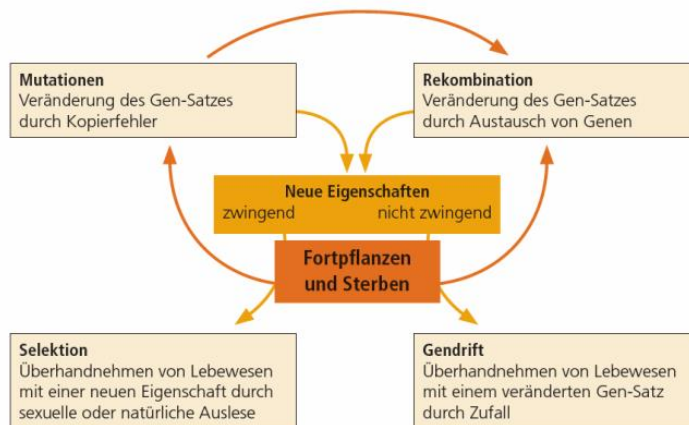 Mutationen
Veränderung des Gen-Satzes
durch Kopierfehler
Rekombination
Veränderung des Gen-Satzes
durch Austausch von Genen
Neue Eigenschaften
zwingend nicht zwingend
Fortpflanzen
und Sterben
Selektion
Überhandnehmen von Lebewesen
mit einer neuen Eigenschaft durch
sexuelle oder natürliche Auslese
Gendrift
Überhandnehmen von Lebewesen
mit einem veränderten Gen-Satz
durch Zufall